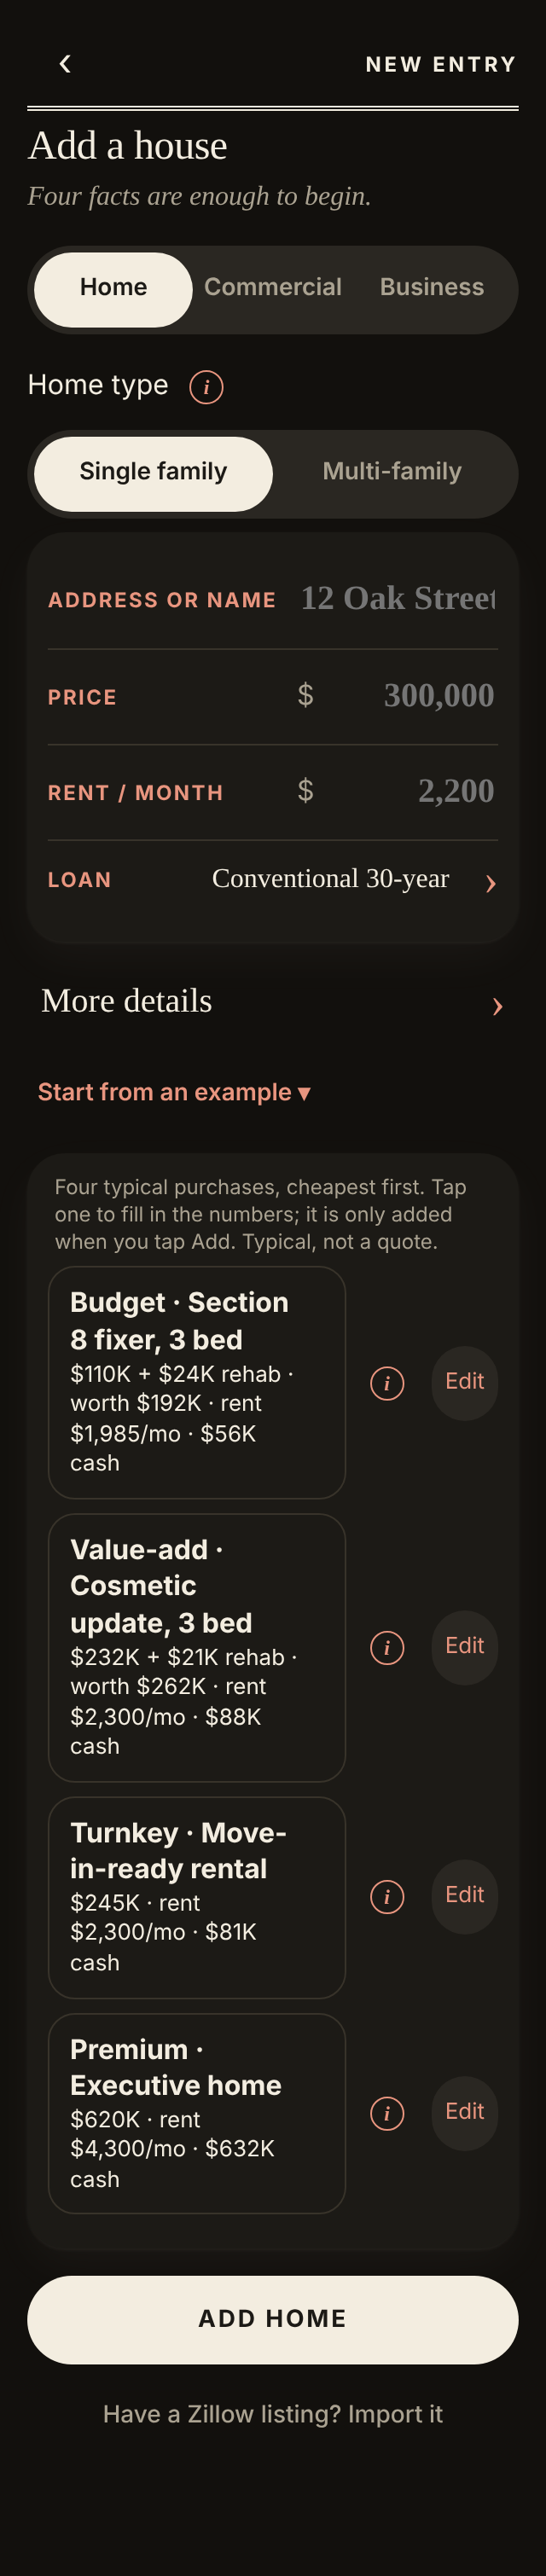 ‹ NEW ENTRY
Add a house
Four facts are enough to begin.
Home Commercial Business
Home type i
Single family Multi-family
ADDRESS OR NAME 12 Oak Street
PRICE $ 300,000
RENT / MONTH $ 2,200
LOAN Conventional 30-year ›
More details ›
Start from an example ▾
Four typical purchases, cheapest first. Tap
one to fill in the numbers; it is only added
when you tap Add. Typical, not a quote.
Budget · Section
8 fixer, 3 bed
$110K + $24K rehab ·
worth $192K · rent
$1,985/mo · $56K
cash
i Edit
Value-add ·
Cosmetic
update, 3 bed
$232K + $21K rehab ·
worth $262K · rent
$2,300/mo · $88K
cash
i Edit
Turnkey · Move-
in-ready rental
$245K · rent
$2,300/mo · $81K
cash
i Edit
Premium ·
Executive home
$620K · rent
$4,300/mo · $632K
cash
i Edit
ADD HOME
Have a Zillow listing? Import it